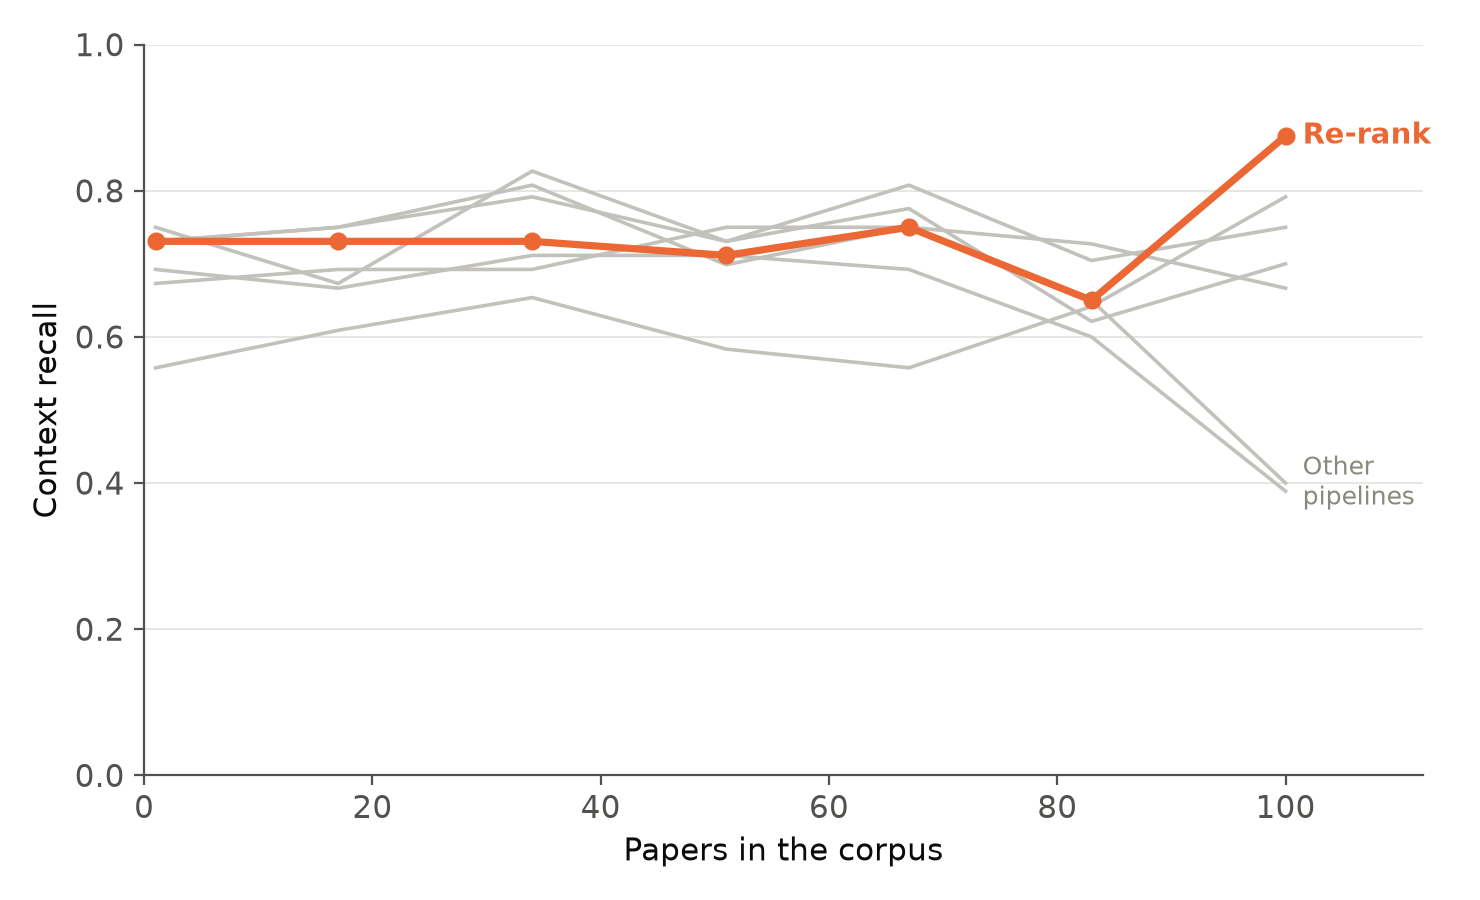 1.0
0.8
0.6
0.4
0.2
0.0
Context recall
Re-rank
Other
pipelines
0 20 40 60 80 100
Papers in the corpus